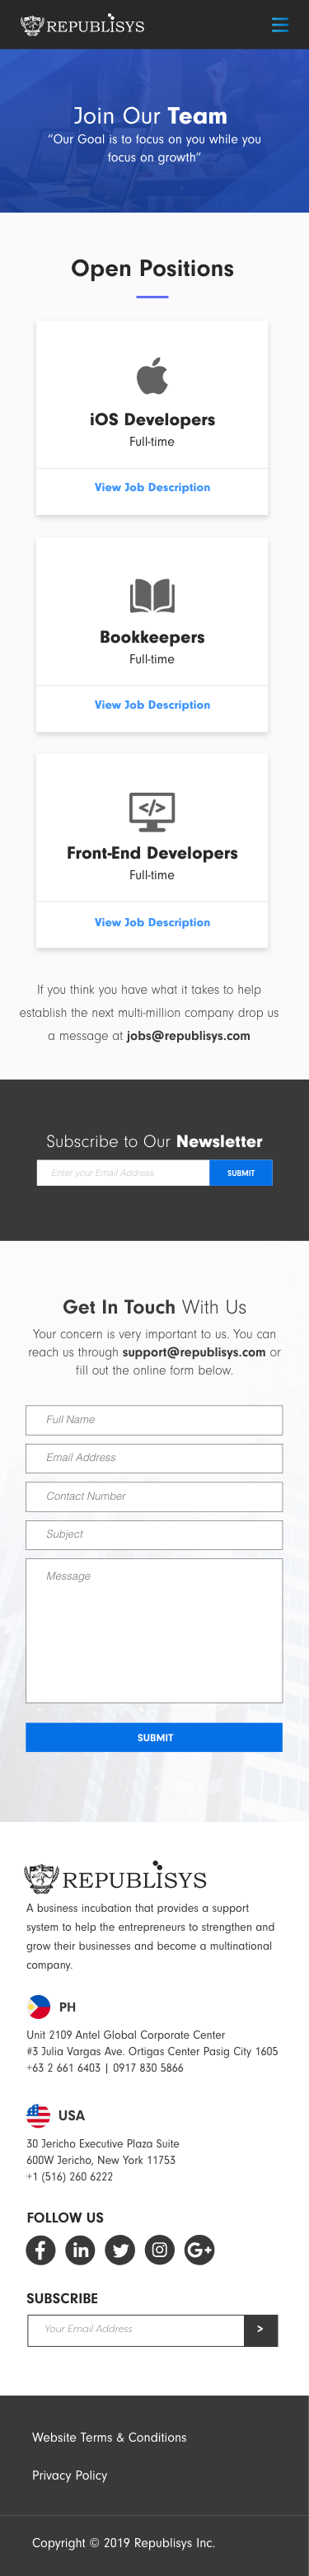 REPUBLISYS
Join Our Team
“Our Goal is to focus on you while you
focus on growth”
Open Positions
iOS Developers
Full-time
View Job Description
Bookkeepers
Full-time
View Job Description
Front-End Developers
Full-time
View Job Description
If you think you have what it takes to help
establish the next multi-million company drop us
a message at jobs@republisys.com
Subscribe to Our Newsletter
Enter your Email Address
SUBMIT
Get In Touch With Us
Your concern is very important to us. You can
reach us through support@republisys.com or
fill out the online form below.
Full Name
Email Address
Contact Number
Subject
Message
SUBMIT
REPUBLISYS
A business incubation that provides a support
system to help the entrepreneurs to strengthen and
grow their businesses and become a multinational
company.
PH
Unit 2109 Antel Global Corporate Center
#3 Julia Vargas Ave. Ortigas Center Pasig City 1605
+63 2 661 6403 | 0917 830 5866
USA
30 Jericho Executive Plaza Suite
600W Jericho, New York 11753
+1 (516) 260 6222
FOLLOW US
SUBSCRIBE
Your Email Address
>
Website Terms & Conditions
Privacy Policy
Copyright © 2019 Republisys Inc.